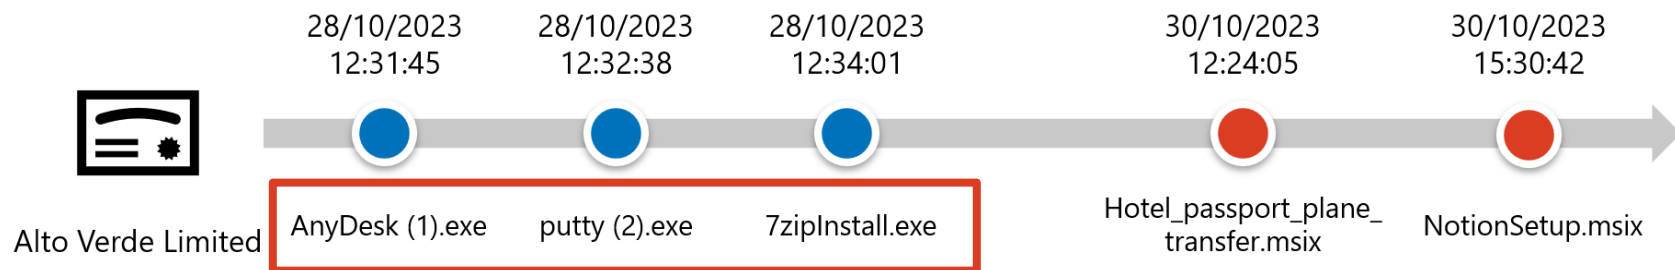 28/10/2023
12:31:45
28/10/2023
12:32:38
28/10/2023
12:34:01
30/10/2023
12:24:05
30/10/2023
15:30:42
Alto Verde Limited
AnyDesk (1).exe
putty (2).exe
7zipInstall.exe
Hotel_passport_plane_
transfer.msix
NotionSetup.msix